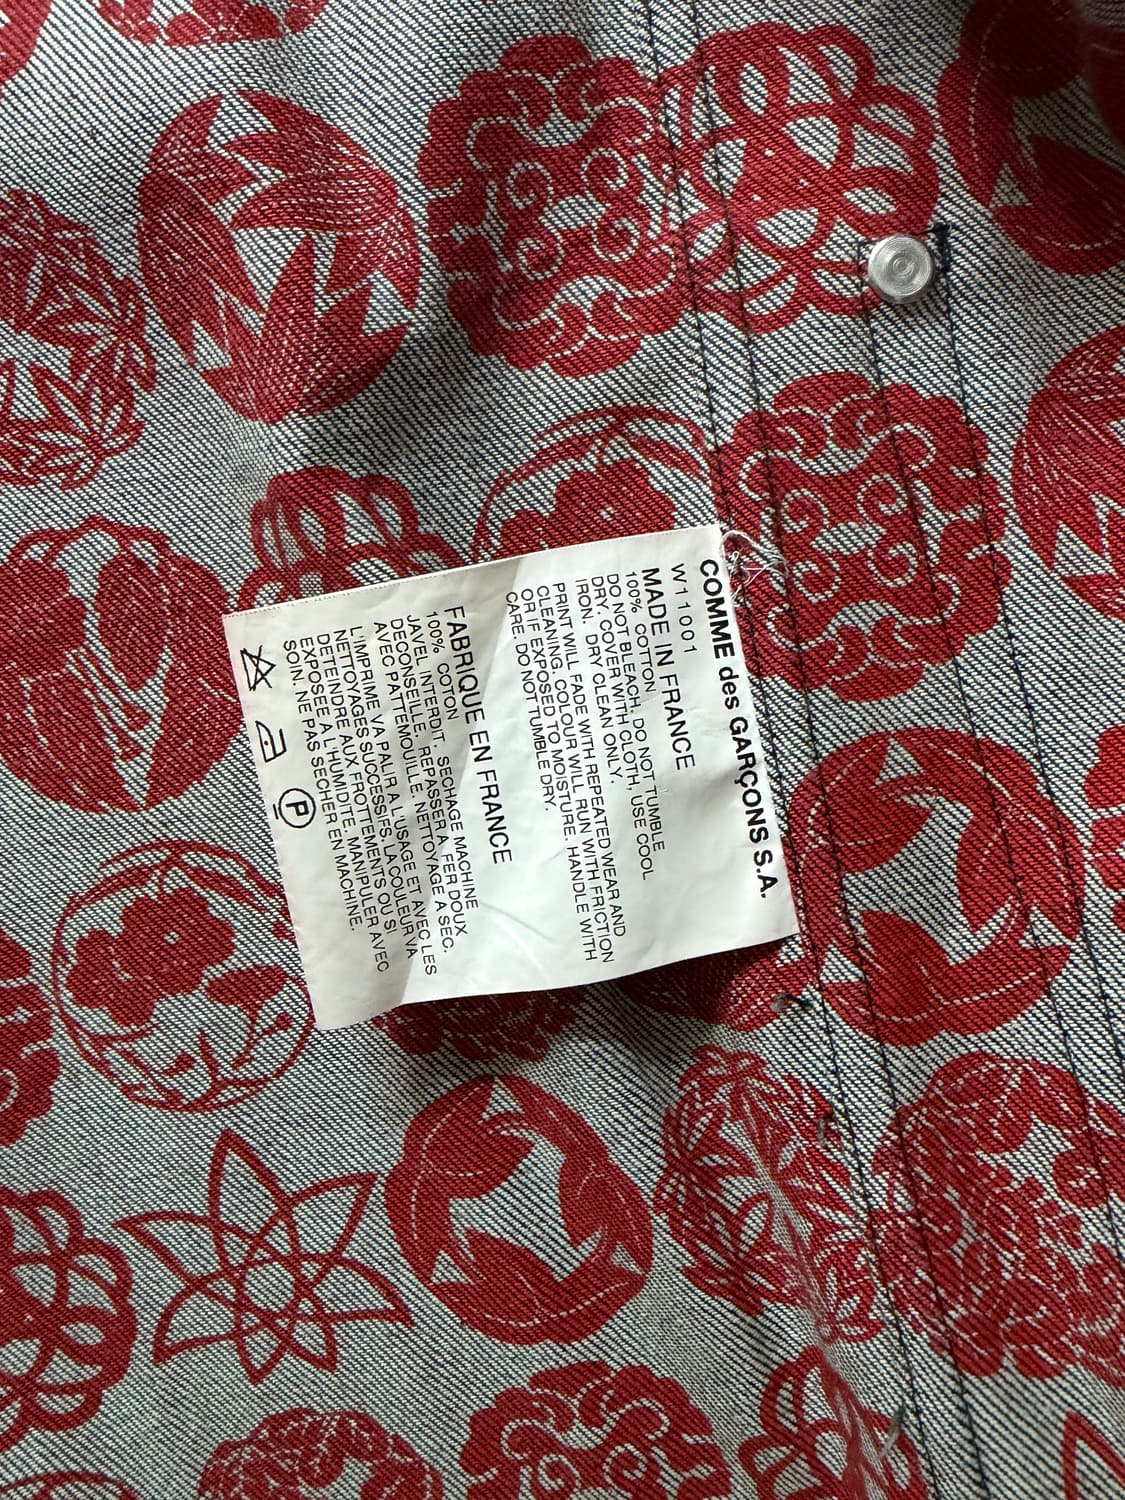 COMME des GARÇONS S.A.
W11001
MADE IN FRANCE
100% COTTON
DO NOT BLEACH. DO NOT TUMBLE
DRY. COVER WITH CLOTH, USE COOL
IRON. DRY CLEAN ONLY.
PRINT WILL FADE WITH REPEATED WEAR AND
CLEANING. COLOUR WILL RUN WITH FRICTION
OR IF EXPOSED TO MOISTURE. HANDLE WITH
CARE. DO NOT TUMBLE DRY.
FABRIQUE EN FRANCE
100% COTON
JAVEL INTERDIT. SECHAGE MACHINE
DECONSEILLE. REPASSER A FER DOUX
AVEC PATTEMOUILLE. NETTOYAGE A SEC.
L'IMPRIME VA PALIR A L'USAGE ET AVEC LES
NETTOYAGES SUCCESSIFS. LA COULEUR VA
DETEINDRE AUX FROTTEMENTS OU SI
EXPOSEE A L'HUMIDITE. MANIPULER AVEC
SOIN. NE PAS SECHER EN MACHINE.
P